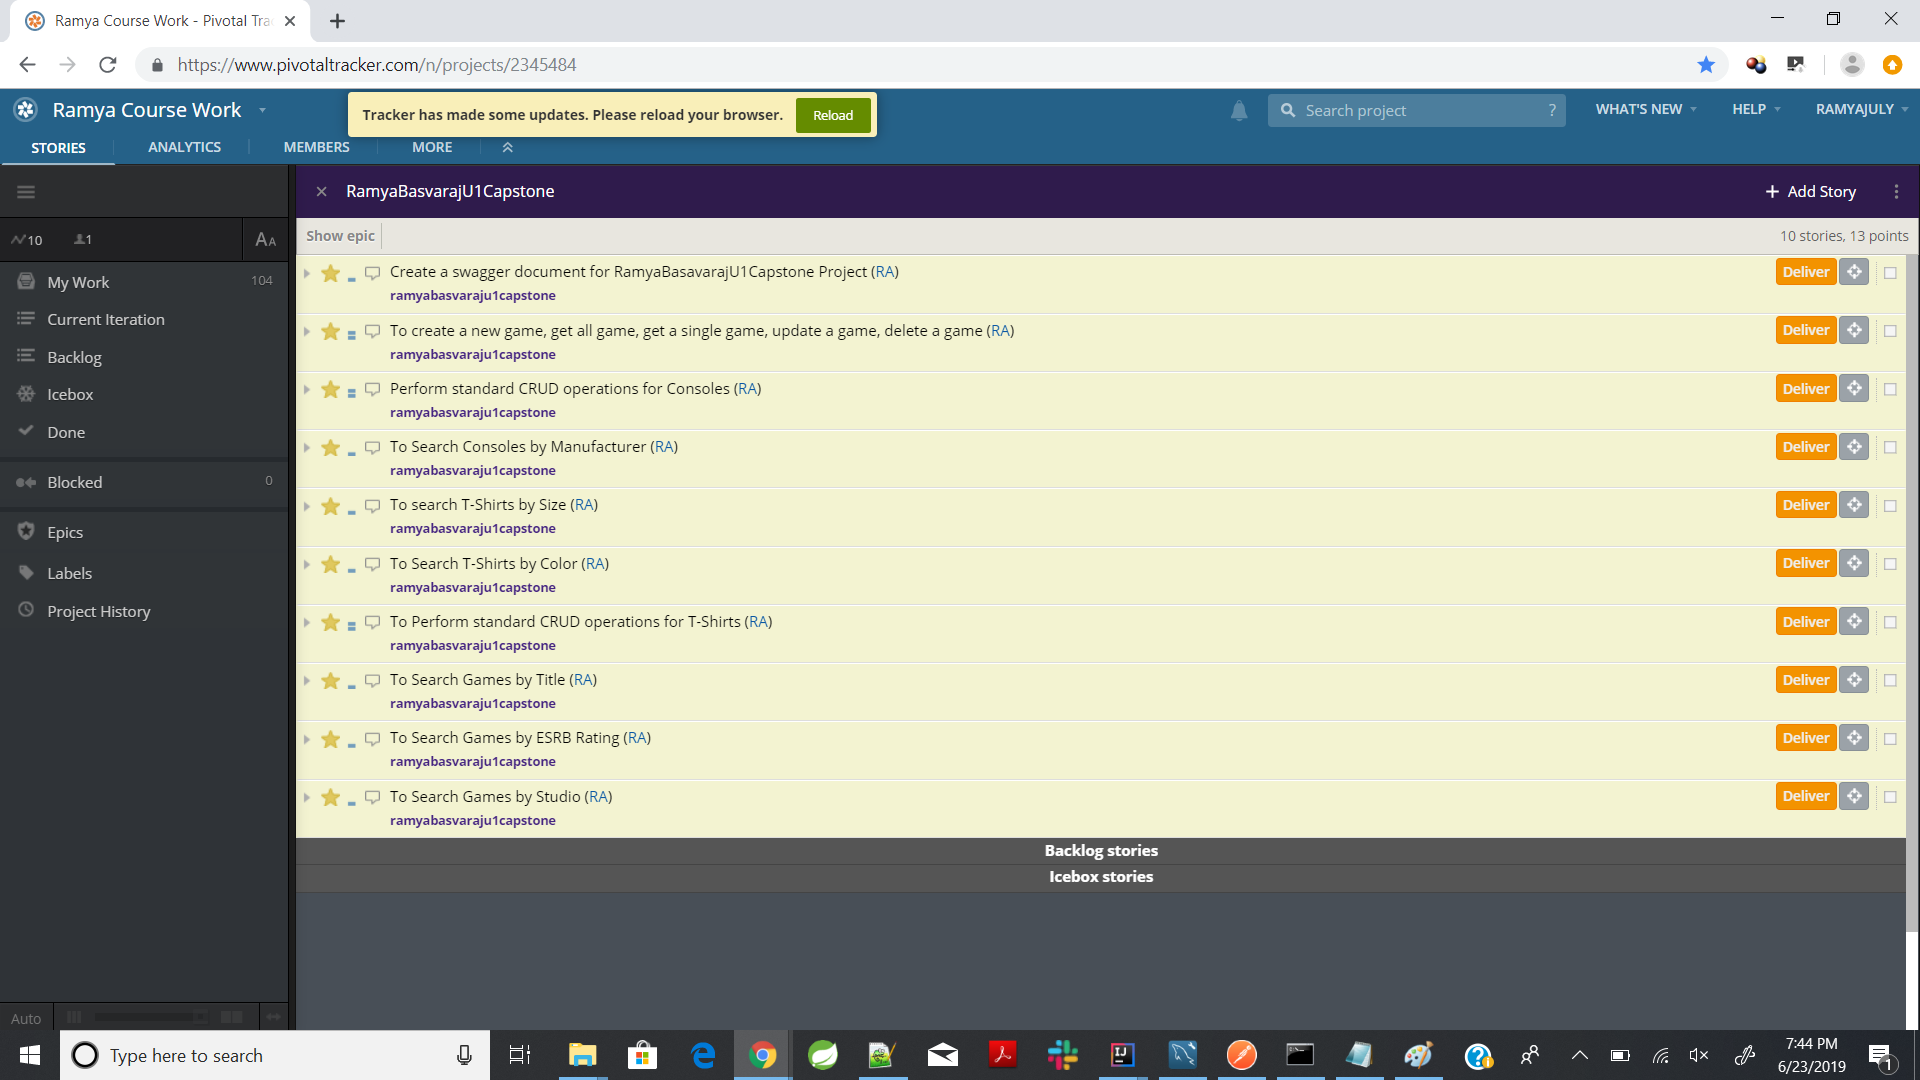 Ramya Course Work - Pivotal Tra
https://www.pivotaltracker.com/n/projects/2345484
Ramya Course Work
Tracker has made some updates. Please reload your browser.
Reload
Search project
?
WHAT'S NEW
HELP
RAMYAJULY
STORIES
ANALYTICS
MEMBERS
MORE
RamyaBasvarajU1Capstone
+ Add Story
10
1
AA
Show epic
10 stories, 13 points
My Work 104
Current Iteration
Backlog
Icebox
Done
Blocked 0
Epics
Labels
Project History
Create a swagger document for RamyaBasavarajU1Capstone Project (RA)
ramyabasvaraju1capstone
Deliver
To create a new game, get all game, get a single game, update a game, delete a game (RA)
ramyabasvaraju1capstone
Deliver
Perform standard CRUD operations for Consoles (RA)
ramyabasvaraju1capstone
Deliver
To Search Consoles by Manufacturer (RA)
ramyabasvaraju1capstone
Deliver
To search T-Shirts by Size (RA)
ramyabasvaraju1capstone
Deliver
To Search T-Shirts by Color (RA)
ramyabasvaraju1capstone
Deliver
To Perform standard CRUD operations for T-Shirts (RA)
ramyabasvaraju1capstone
Deliver
To Search Games by Title (RA)
ramyabasvaraju1capstone
Deliver
To Search Games by ESRB Rating (RA)
ramyabasvaraju1capstone
Deliver
To Search Games by Studio (RA)
ramyabasvaraju1capstone
Deliver
Backlog stories
Icebox stories
Auto
Type here to search
7:44 PM
6/23/2019
1